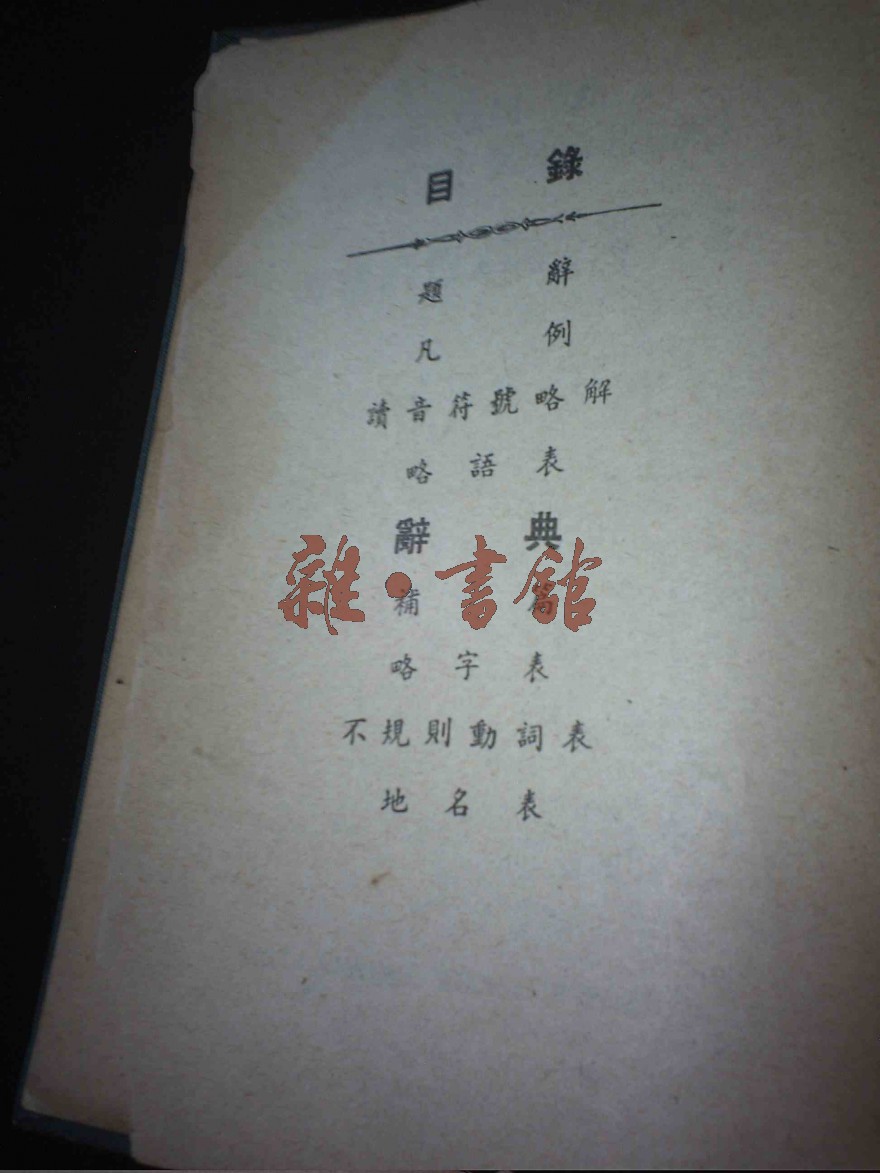 目錄
題辭
凡例
讀音符號略解
略語表
辭典
雜·書館
補篇
略字表
不規則動詞表
地名表